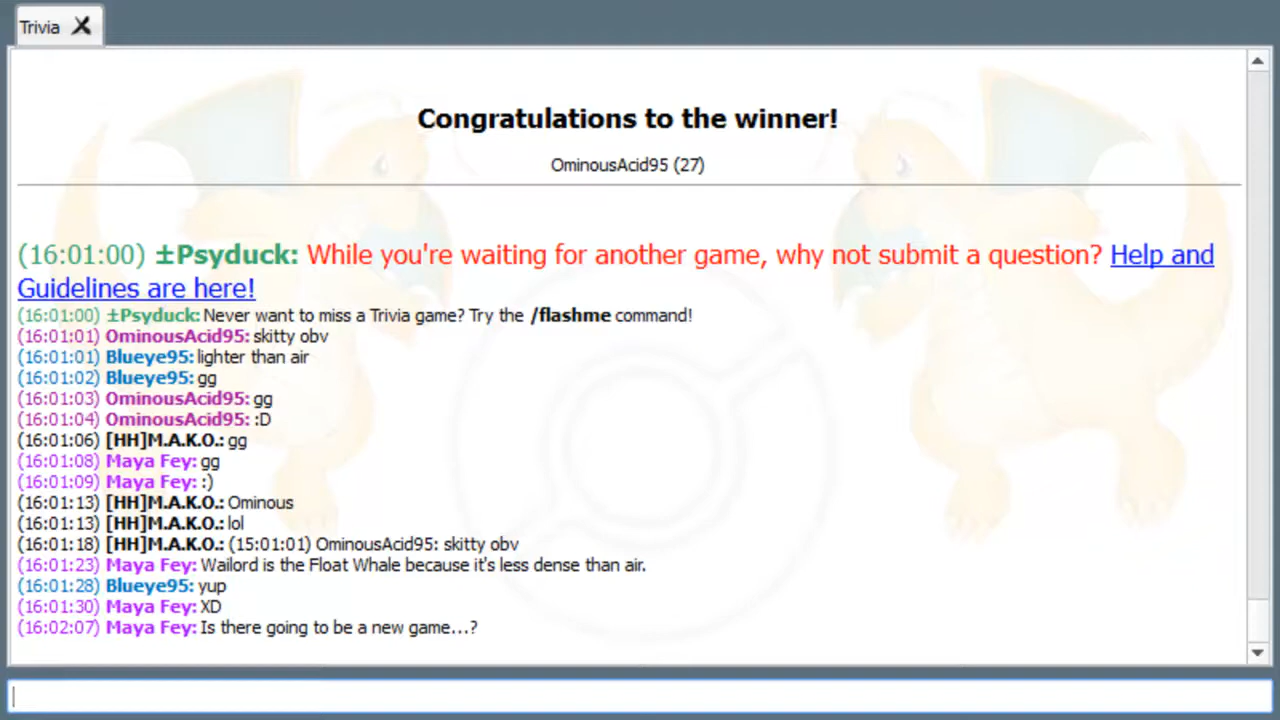 Trivia X
Congratulations to the winner!
OminousAcid95 (27)
(16:01:00) ±Psyduck: While you're waiting for another game, why not submit a question? Help and
Guidelines are here!
(16:01:00) ±Psyduck: Never want to miss a Trivia game? Try the /flashme command!
(16:01:01) OminousAcid95: skitty obv
(16:01:01) Blueye95: lighter than air
(16:01:02) Blueye95: gg
(16:01:03) OminousAcid95: gg
(16:01:04) OminousAcid95: :D
(16:01:06) [HH]M.A.K.O.: gg
(16:01:08) Maya Fey: gg
(16:01:09) Maya Fey: :)
(16:01:13) [HH]M.A.K.O.: Ominous
(16:01:13) [HH]M.A.K.O.: lol
(16:01:18) [HH]M.A.K.O.: (15:01:01) OminousAcid95: skitty obv
(16:01:23) Maya Fey: Wailord is the Float Whale because it's less dense than air.
(16:01:28) Blueye95: yup
(16:01:30) Maya Fey: XD
(16:02:07) Maya Fey: Is there going to be a new game...?